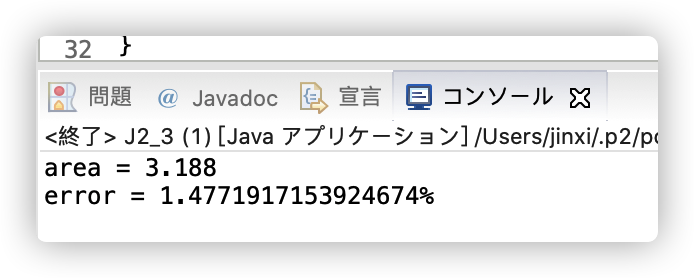 32 }
問題 @ Javadoc 宣言 コンソール
<終了> J2_3 (1) [Java アプリケーション] /Users/jinxi/.p2/po
area = 3.188
error = 1.4771917153924674%